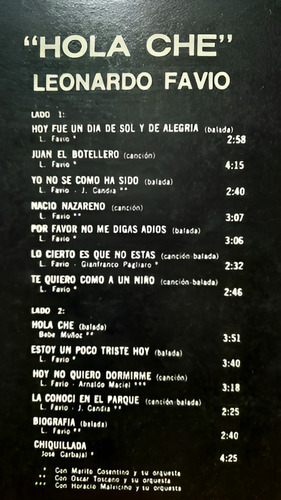 "HOLA CHE"
LEONARDO FAVIO
LADO 1:
HOY FUE UN DIA DE SOL Y DE ALEGRIA (balada)
L. Favio * 2:58
JUAN EL BOTELLERO (canción)
L. Favio * 4:15
YO NO SE COMO HA SIDO (balada)
L. Favio - J. Candia ** 2:40
NACIO NAZARENO (canción)
L. Favio ** 3:07
POR FAVOR NO ME DIGAS ADIOS (balada)
L. Favio * 3:06
LO CIERTO ES QUE NO ESTAS (canción-balada)
L. Favio - Gianfranco Pagliaro * 2:32
TE QUIERO COMO A UN NIÑO (canción-balada)
L. Favio * 2:46
LADO 2:
HOLA CHE (balada)
Bebe Muñoz ** 3:51
ESTOY UN POCO TRISTE HOY (balada)
L. Favio * 3:40
HOY NO QUIERO DORMIRME (canción)
L. Favio - Arnaldo Maciel *** 3:18
LA CONOCI EN EL PARQUE (canción-balada)
L. Favio - J. Candia ** 2:25
BIOGRAFIA (balada)
L. Favio ** 2:40
CHIQUILLADA
José Carbajal * 4:25
* Con Marito Cosentino y su orquesta
** Con Oscar Toscano y su orquesta
*** Con Horacio Malvicino y su orquesta